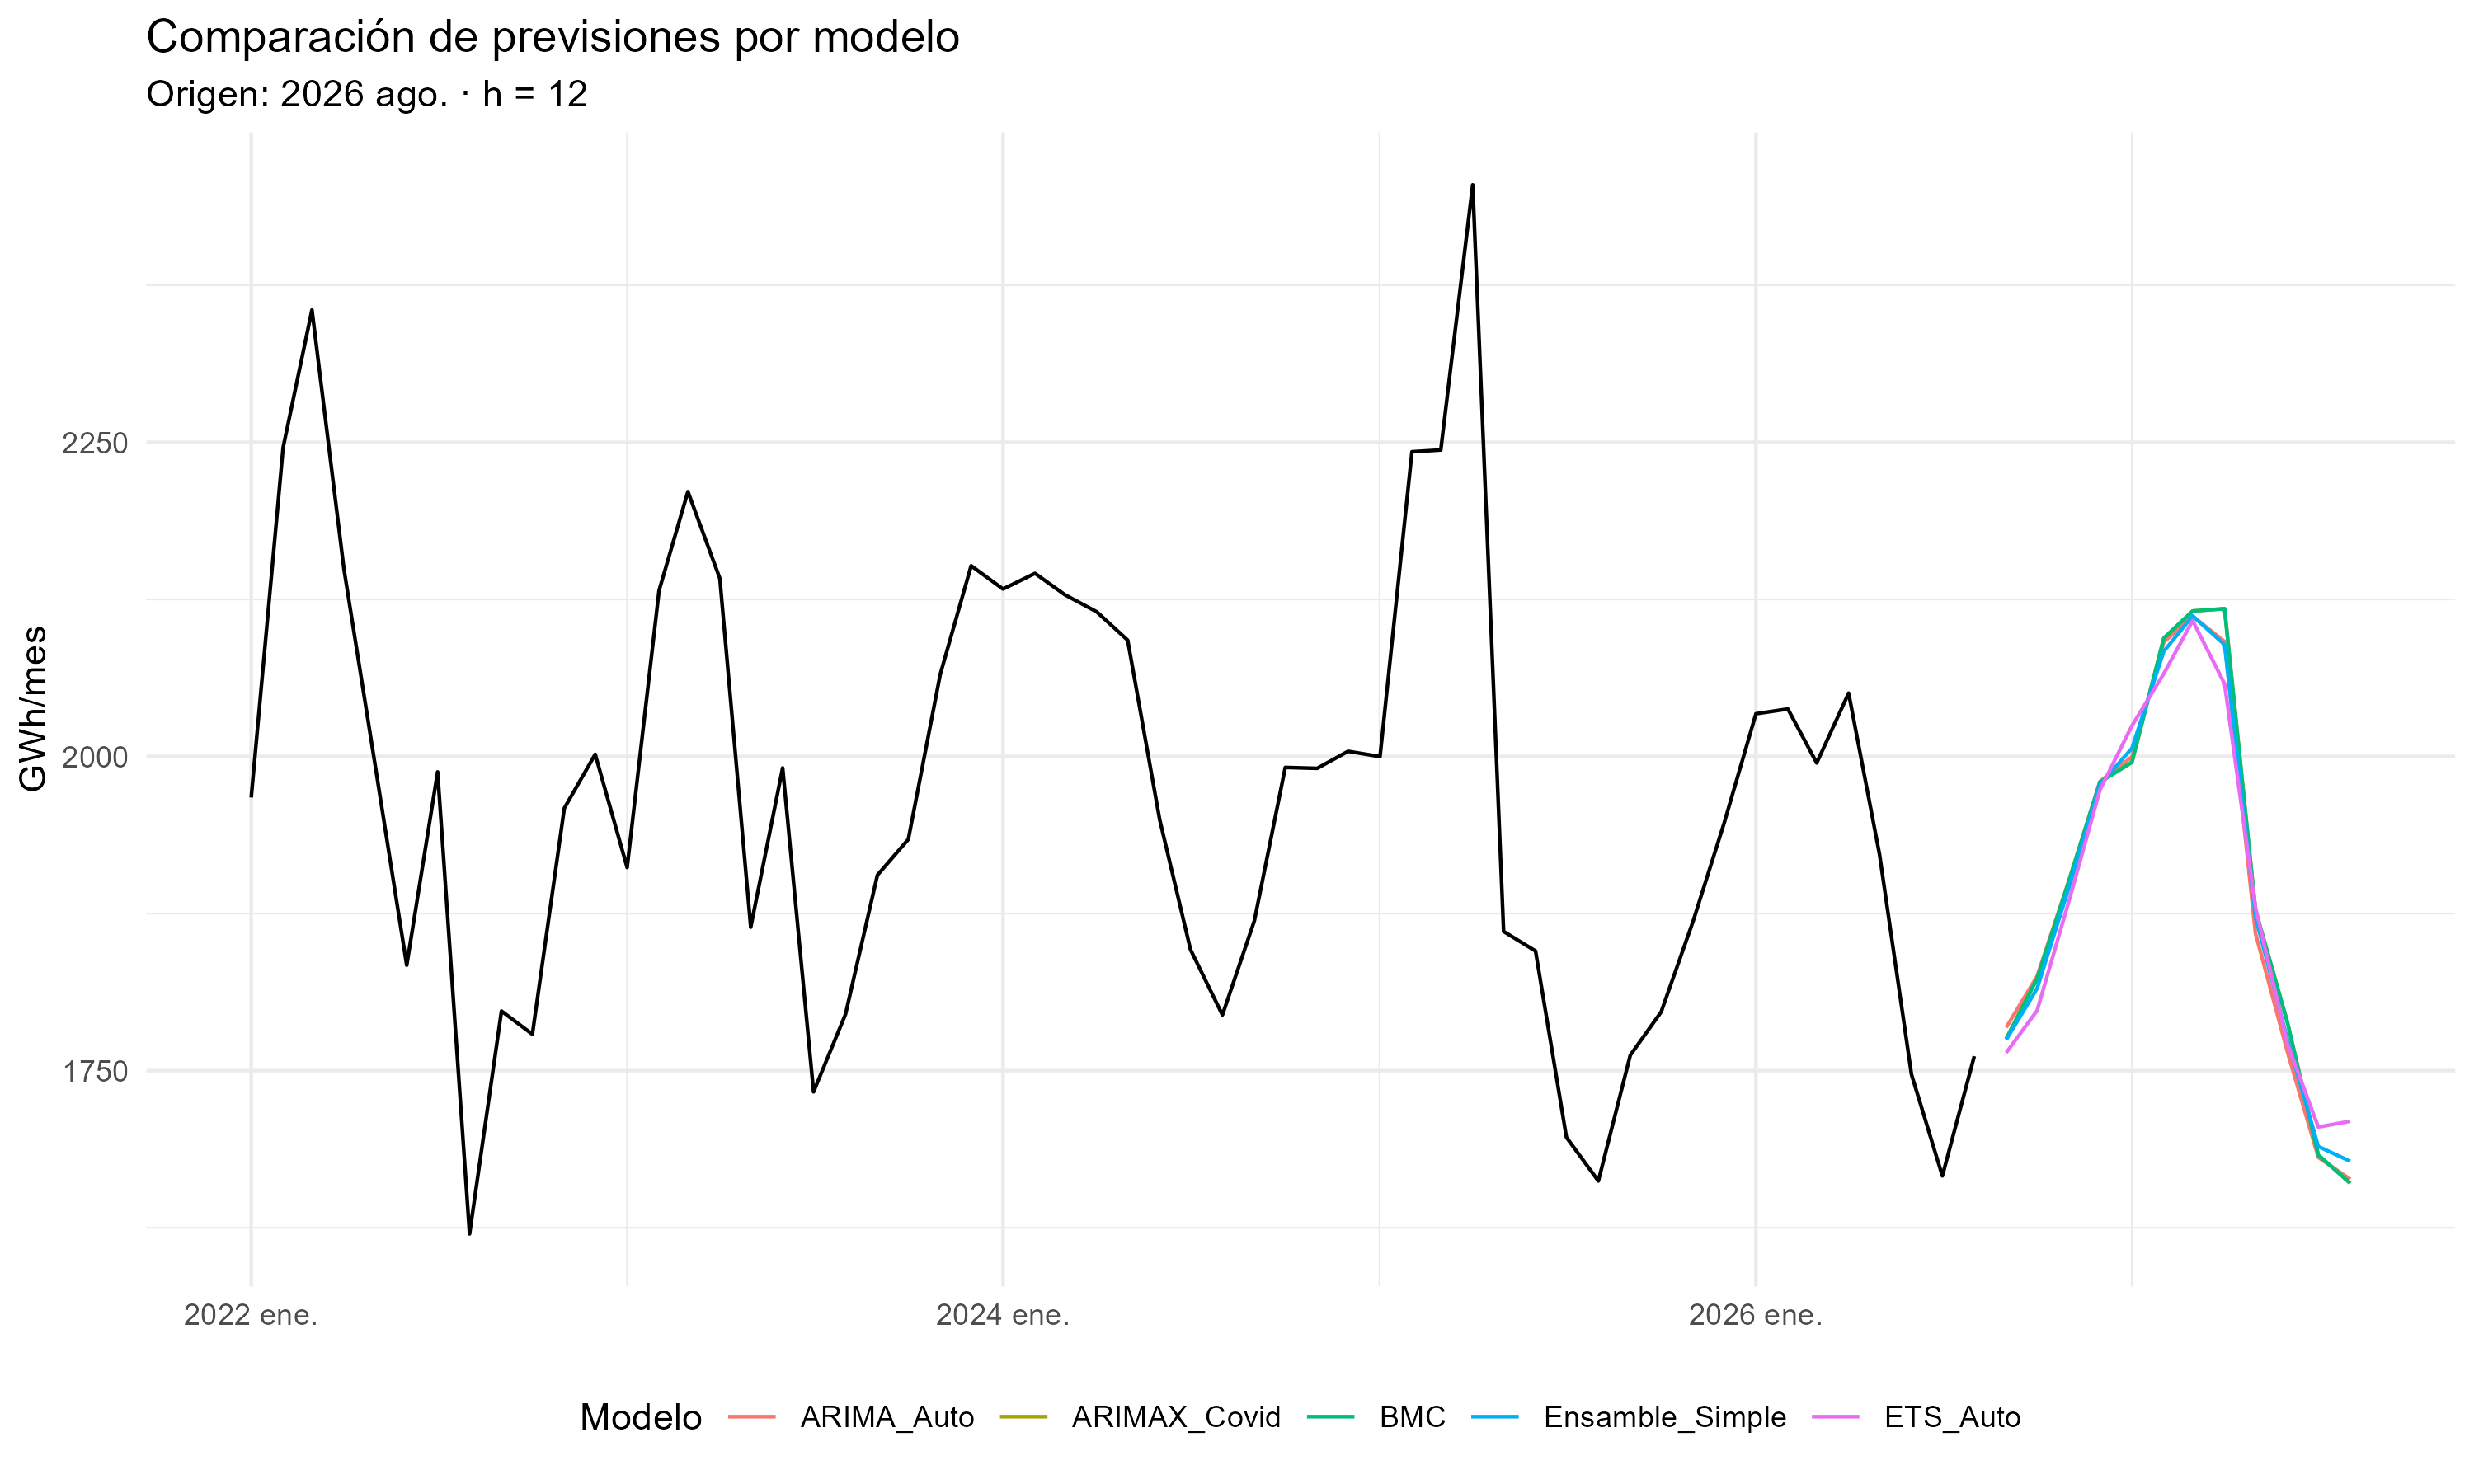 Comparación de previsiones por modelo
Origen: 2026 ago. · h = 12
GWh/mes
2250
2000
1750
2022 ene.
2024 ene.
2026 ene.
Modelo
ARIMA_Auto
ARIMAX_Covid
BMC
Ensamble_Simple
ETS_Auto